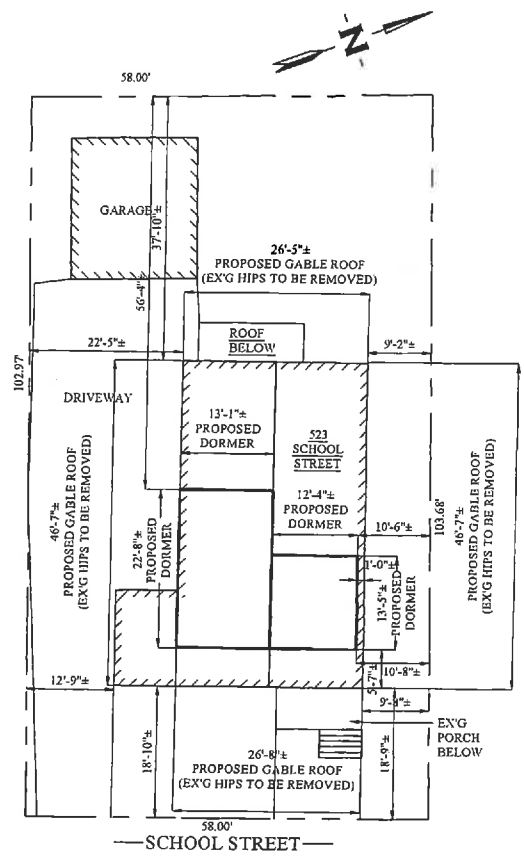 N
58.00'
GARAGE
37'-10"±
56'-4"±
26'-5"±
PROPOSED GABLE ROOF
(EX'G HIPS TO BE REMOVED)
ROOF
BELOW
22'-5"±
9'-2"±
102.97'
DRIVEWAY
13'-1"±
PROPOSED
DORMER
523
SCHOOL
STREET
12'-4"±
PROPOSED
DORMER
10'-6"±
103.68'
46'-7"±
PROPOSED GABLE ROOF
(EX'G HIPS TO BE REMOVED)
46'-7"±
PROPOSED GABLE ROOF
(EX'G HIPS TO BE REMOVED)
22'-8"±
PROPOSED
DORMER
1'-0"±
13'-5"±
PROPOSED
DORMER
10'-8"±
5'-7"±
12'-9"±
9'-8"±
18'-10"±
18'-9"±
EX'G
PORCH
BELOW
26'-8"±
PROPOSED GABLE ROOF
(EX'G HIPS TO BE REMOVED)
58.00'
SCHOOL STREET